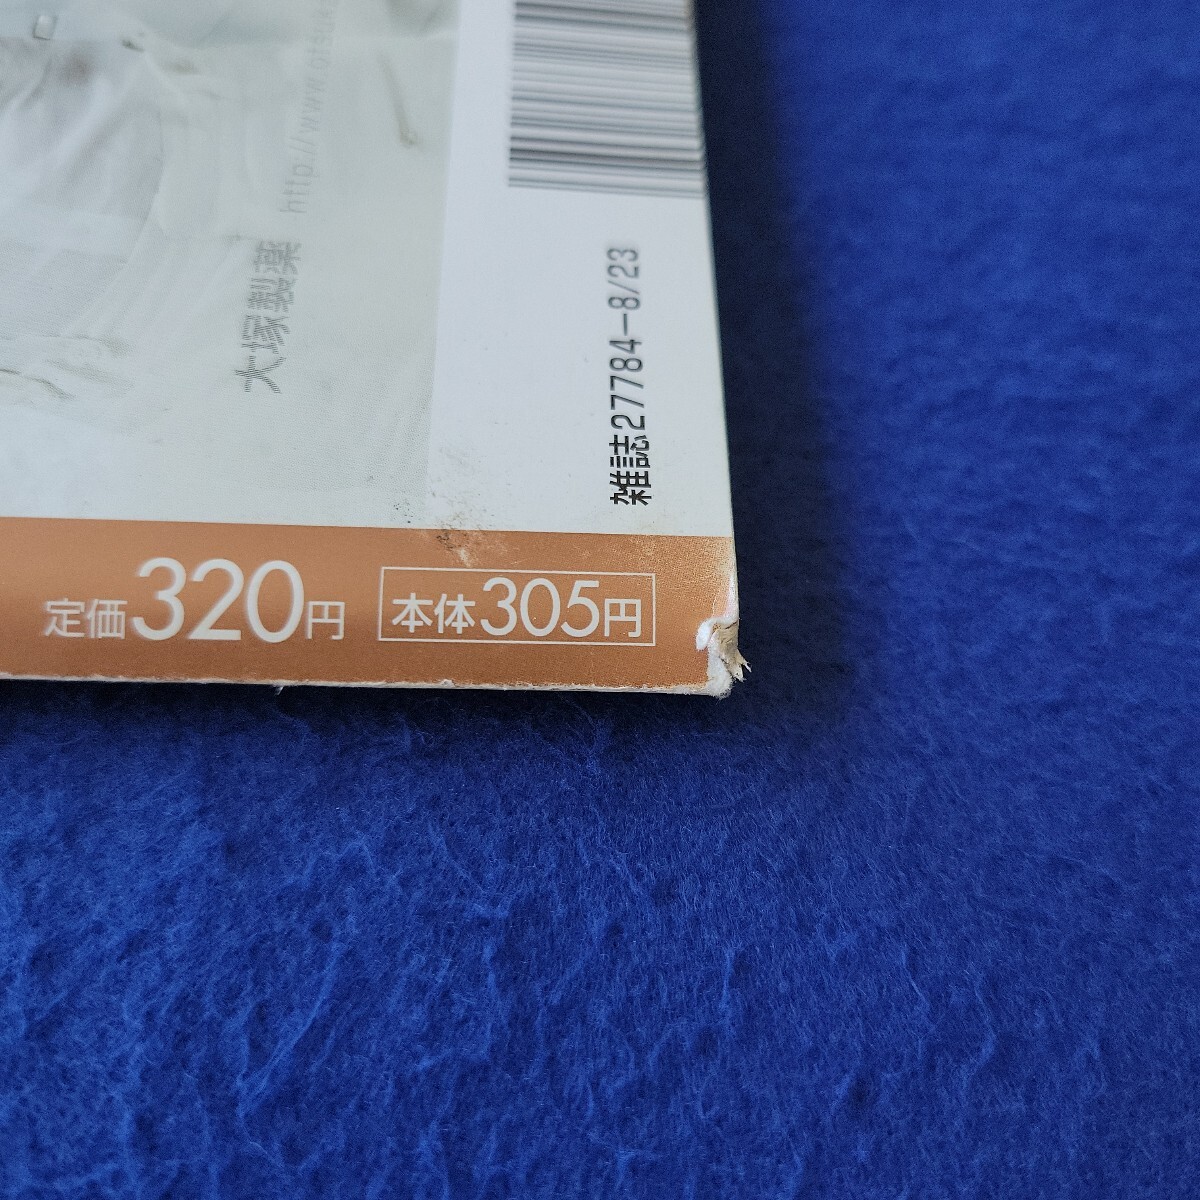 大塚製薬 http://www.otsuk
雑誌27784-8/23
定価320円 本体305円